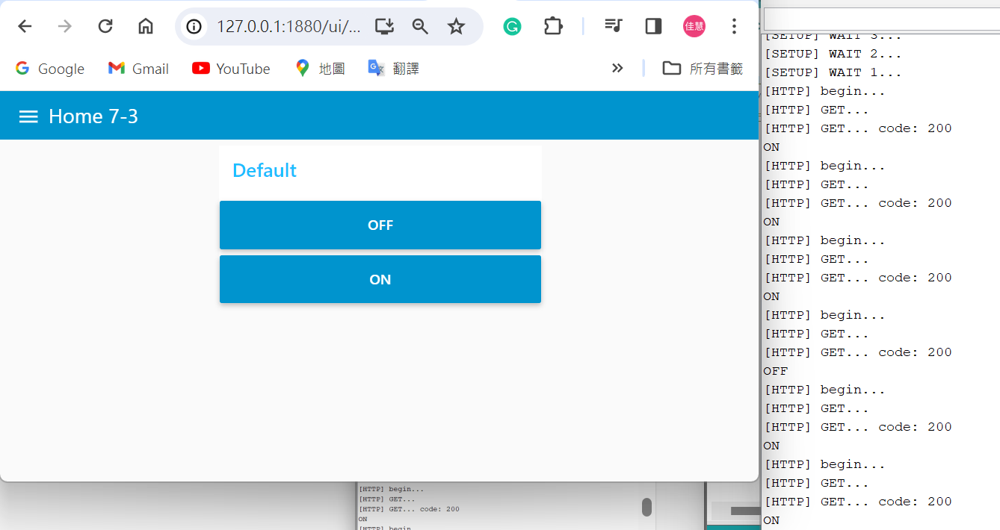 127.0.0.1:1880/ui/...
佳慧
Google
Gmail
YouTube
地圖
翻譯
»
所有書籤
Home 7-3
Default
OFF
ON
[SETUP] WAIT 3...
[SETUP] WAIT 2...
[SETUP] WAIT 1...
[HTTP] begin...
[HTTP] GET...
[HTTP] GET... code: 200
ON
[HTTP] begin...
[HTTP] GET...
[HTTP] GET... code: 200
ON
[HTTP] begin...
[HTTP] GET...
[HTTP] GET... code: 200
ON
[HTTP] begin...
[HTTP] GET...
[HTTP] GET... code: 200
OFF
[HTTP] begin...
[HTTP] GET...
[HTTP] GET... code: 200
ON
[HTTP] begin...
[HTTP] GET...
[HTTP] GET... code: 200
ON
[HTTP] begin...
[HTTP] GET...
[HTTP] GET... code: 200
ON
[HTTP] begin